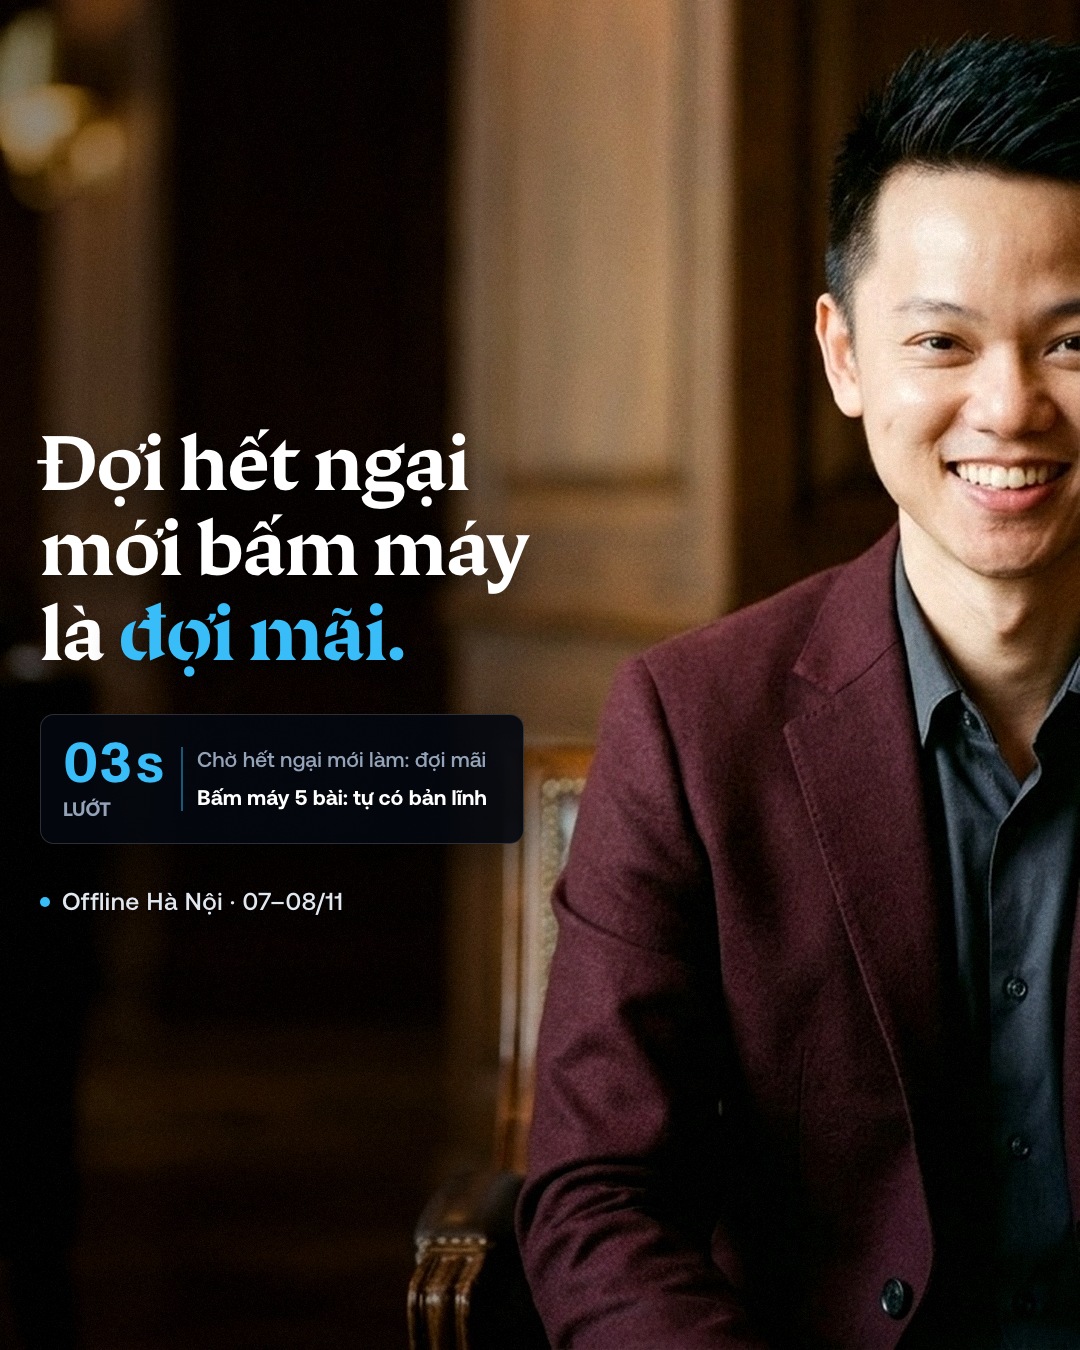 Đợi hết ngại
mới bấm máy
là đợi mãi.
03s
LƯỚT
Chờ hết ngại mới làm: đợi mãi
Bấm máy 5 bài: tự có bản lĩnh
Offline Hà Nội · 07–08/11